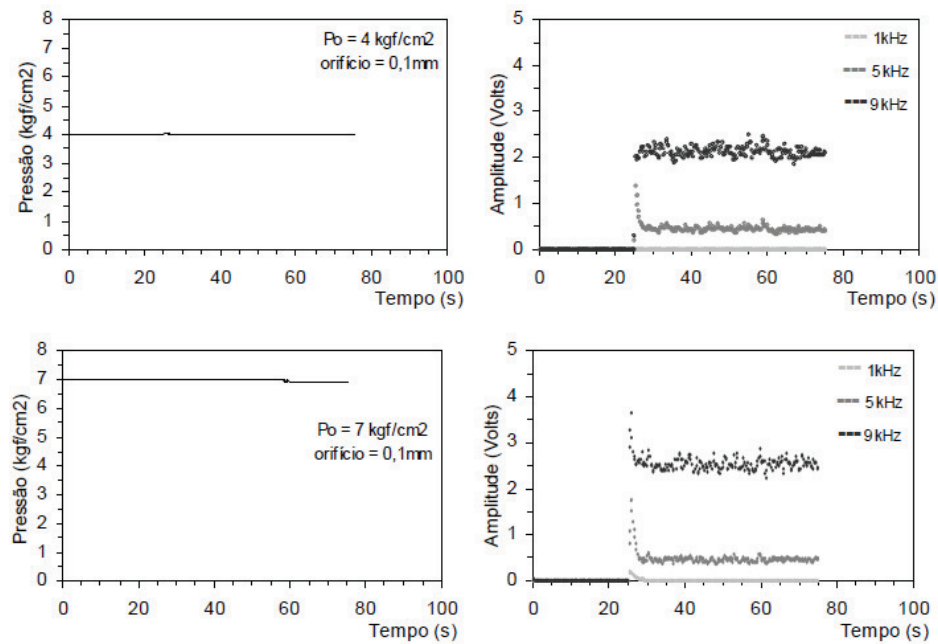 Pressão (kgf/cm2)
8
7
6
5
4
3
2
1
0
Po = 4 kgf/cm2
orifício = 0,1mm
0 20 40 60 80 100
Tempo (s)
Amplitude (Volts)
5
4
3
2
1
0
1kHz
5kHz
9kHz
0 20 40 60 80 100
Tempo (s)
Pressão (kgf/cm2)
8
7
6
5
4
3
2
1
0
Po = 7 kgf/cm2
orifício = 0,1mm
0 20 40 60 80 100
Tempo (s)
Amplitude (Volts)
5
4
3
2
1
0
1kHz
5kHz
9kHz
0 20 40 60 80 100
Tempo (s)